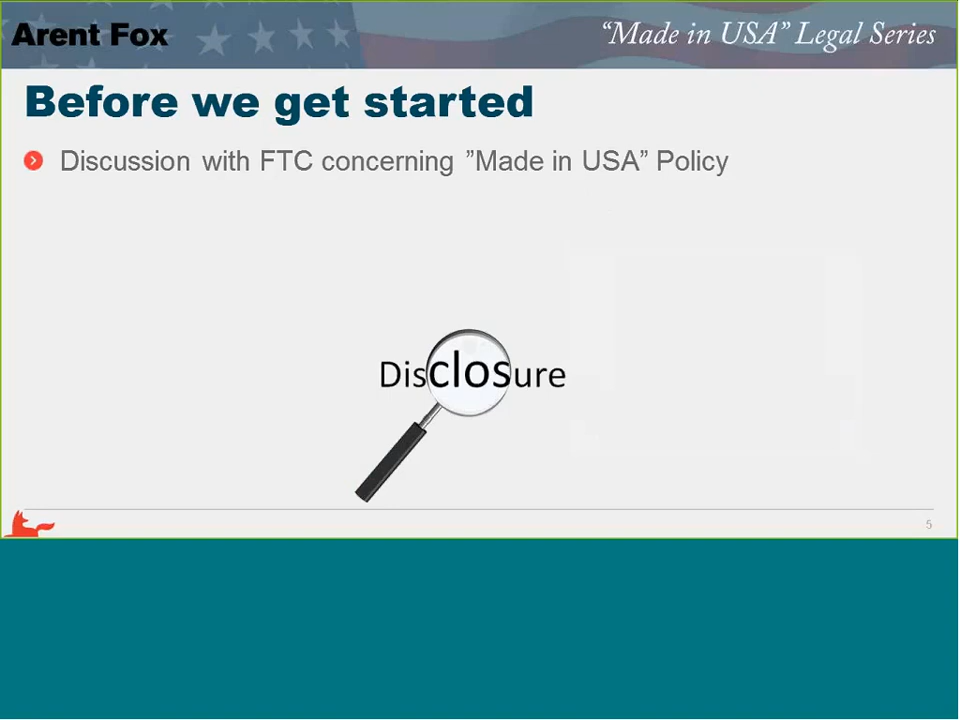 Arent Fox
“Made in USA” Legal Series
Before we get started
Discussion with FTC concerning ”Made in USA” Policy
Disclosure
5